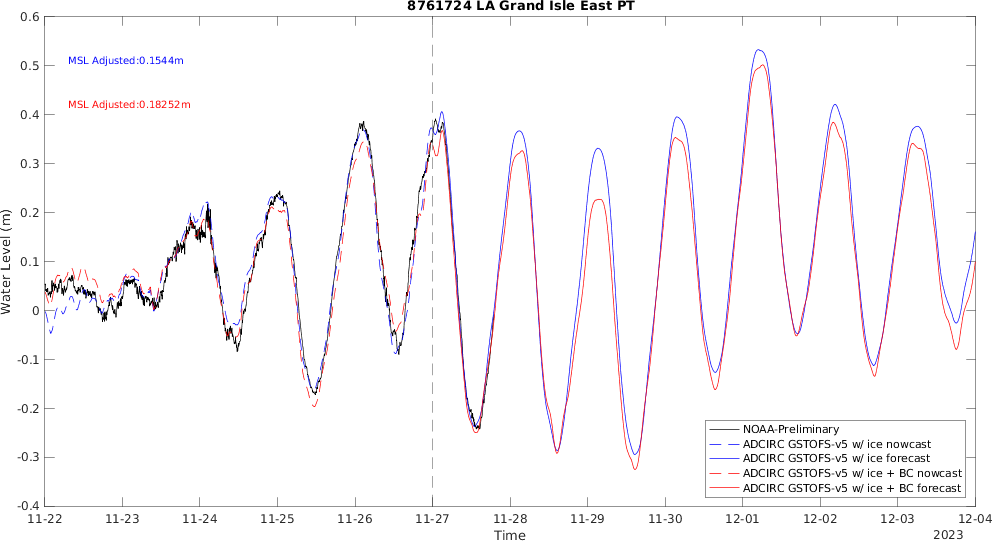 8761724 LA Grand Isle East PT
0.6
0.5
0.4
0.3
0.2
0.1
0
-0.1
-0.2
-0.3
-0.4
Water Level (m)
MSL Adjusted:0.1544m
MSL Adjusted:0.18252m
NOAA-Preliminary
ADCIRC GSTOFS-v5 w/ ice nowcast
ADCIRC GSTOFS-v5 w/ ice forecast
ADCIRC GSTOFS-v5 w/ ice + BC nowcast
ADCIRC GSTOFS-v5 w/ ice + BC forecast
11-22 11-23 11-24 11-25 11-26 11-27 11-28 11-29 11-30 12-01 12-02 12-03 12-04
Time
2023